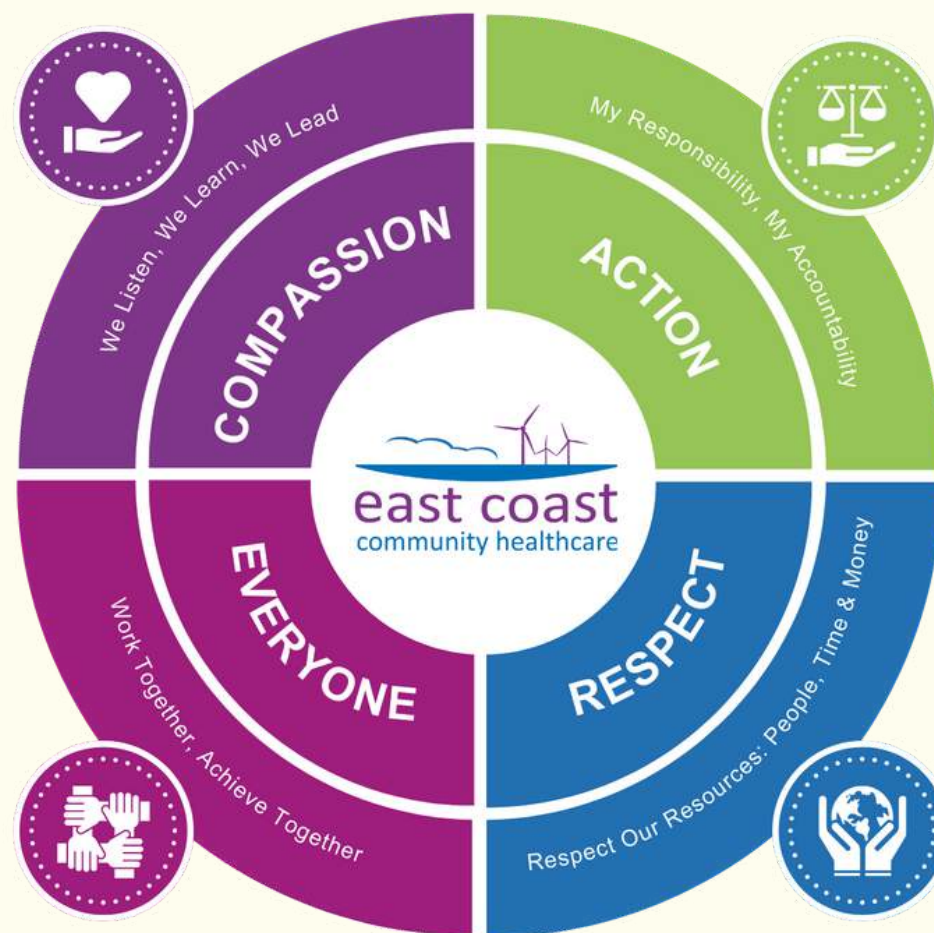 We Listen, We Learn, We Lead
COMPASSION
My Responsibility, My Accountability
ACTION
east coast
community healthcare
EVERYONE
Work Together, Achieve Together
RESPECT
Respect Our Resources: People, Time & Money